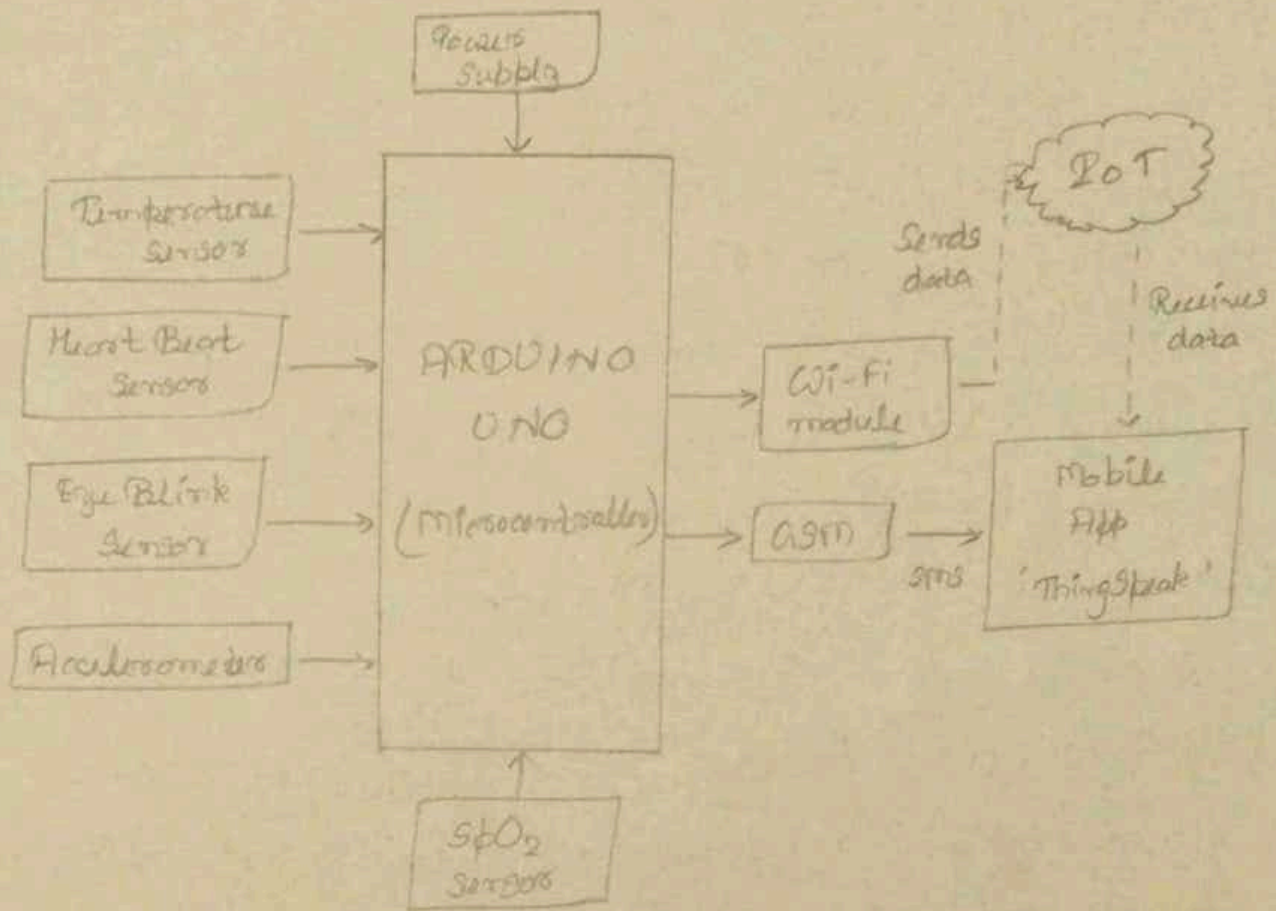 Power
Supply
Temperature
Sensor
Heart Beat
Sensor
Eye Blink
Sensor
Accelerometer
ARDUINO
UNO
(Microcontroller)
SpO₂
Sensor
Wi-Fi
module
GSM
SMS
Sends
data
IoT
Receives
data
Mobile
App
'ThingSpeak'